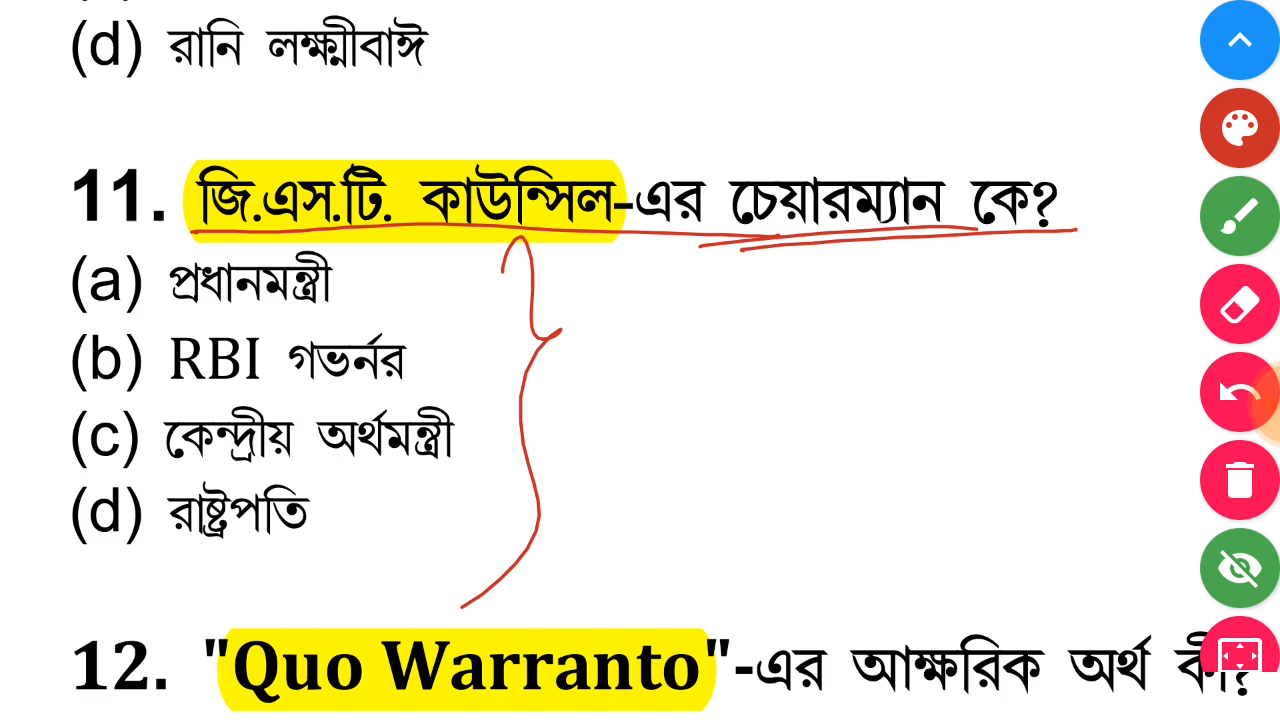 (d) রানি লক্ষ্মীবাঈ
11. জি.এস.টি. কাউন্সিল-এর চেয়ারম্যান কে?
(a) প্রধানমন্ত্রী
(b) RBI গভর্নর
(c) কেন্দ্রীয় অর্থমন্ত্রী
(d) রাষ্ট্রপতি
12. "Quo Warranto"-এর আক্ষরিক অর্থ কী?